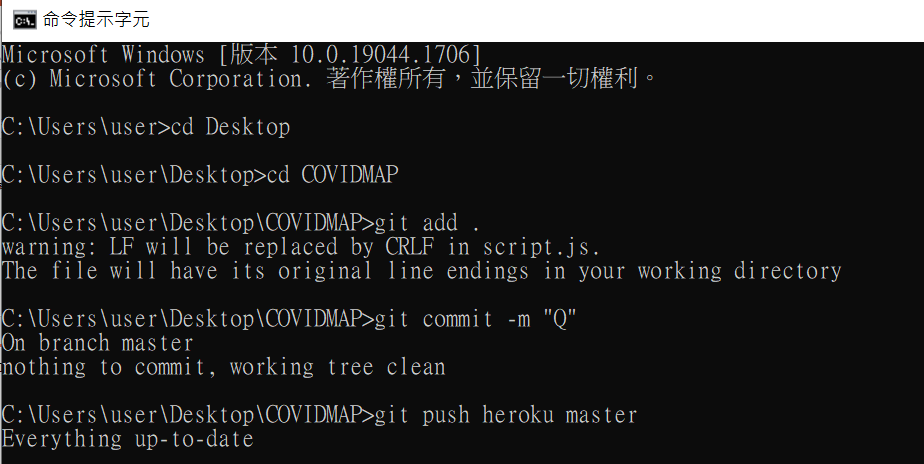 命令提示字元
Microsoft Windows [版本 10.0.19044.1706]
(c) Microsoft Corporation. 著作權所有，並保留一切權利。
C:\Users\user>cd Desktop
C:\Users\user\Desktop>cd COVIDMAP
C:\Users\user\Desktop\COVIDMAP>git add .
warning: LF will be replaced by CRLF in script.js.
The file will have its original line endings in your working directory
C:\Users\user\Desktop\COVIDMAP>git commit -m "Q"
On branch master
nothing to commit, working tree clean
C:\Users\user\Desktop\COVIDMAP>git push heroku master
Everything up-to-date